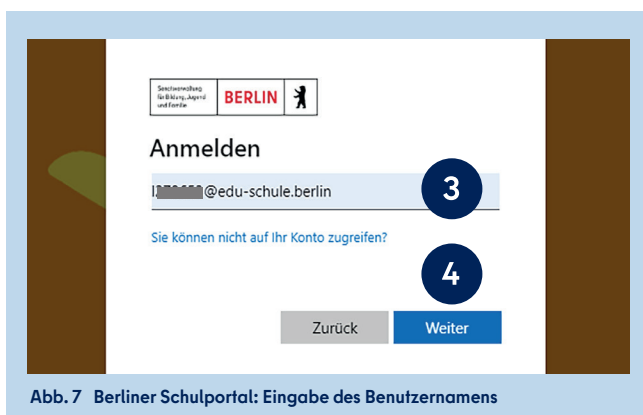 Senatsverwaltung
für Bildung, Jugend
und Familie
BERLIN
Anmelden
@edu-schule.berlin
3
Sie können nicht auf Ihr Konto zugreifen?
4
Zurück
Weiter
Abb. 7 Berliner Schulportal: Eingabe des Benutzernamens